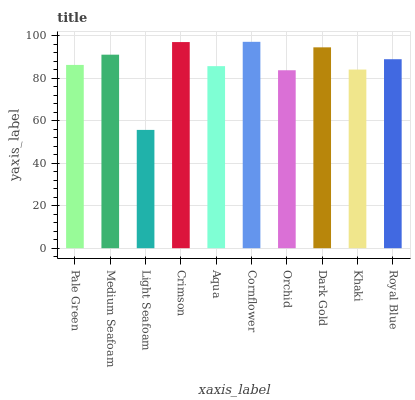 title
yaxis_label
100
80
60
40
20
0
Pale Green
Medium Seafoam
Light Seafoam
Crimson
Aqua
Cornflower
Orchid
Dark Gold
Khaki
Royal Blue
xaxis_label